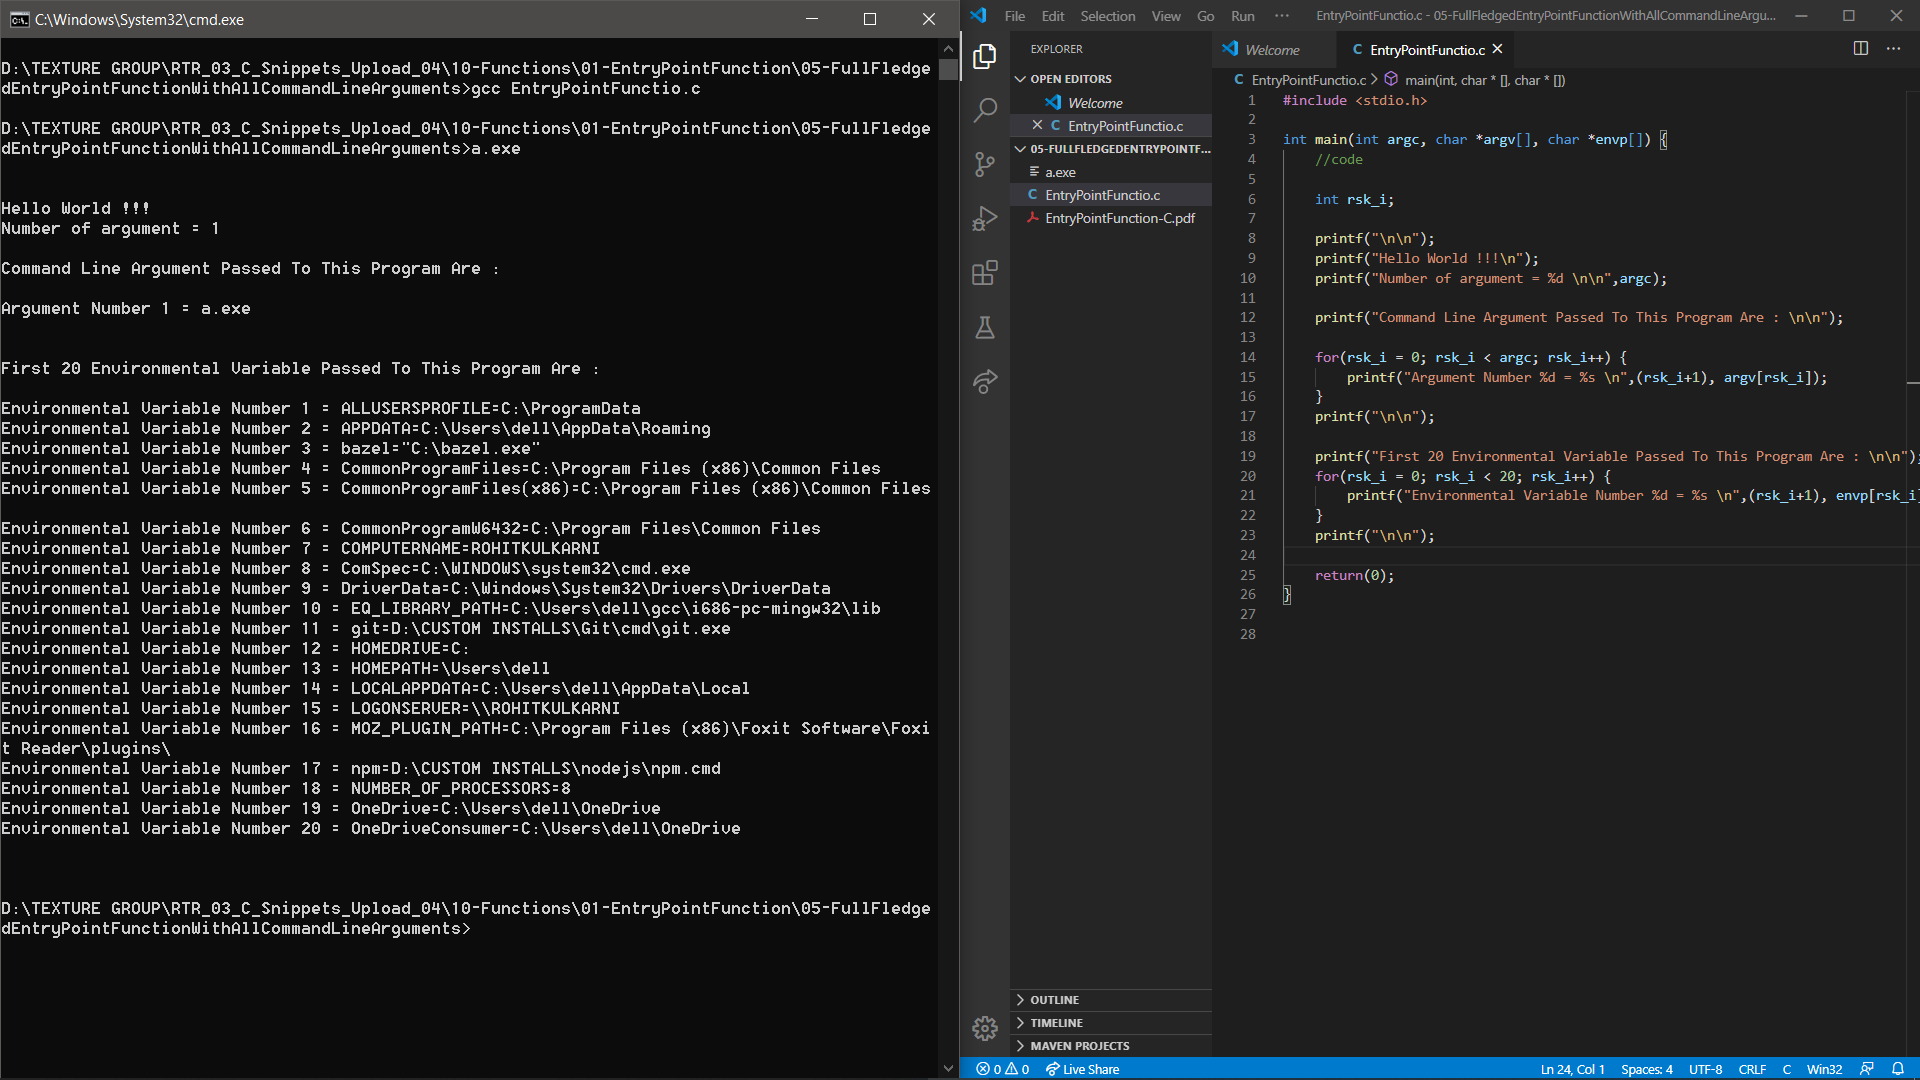 C:\Windows\System32\cmd.exe
D:\TEXTURE GROUP\RTR_03_C_Snippets_Upload_04\10-Functions\01-EntryPointFunction\05-FullFledge
dEntryPointFunctionWithAllCommandLineArguments>gcc EntryPointFunctio.c
D:\TEXTURE GROUP\RTR_03_C_Snippets_Upload_04\10-Functions\01-EntryPointFunction\05-FullFledge
dEntryPointFunctionWithAllCommandLineArguments>a.exe
Hello World !!!
Number of argument = 1
Command Line Argument Passed To This Program Are :
Argument Number 1 = a.exe
First 20 Environmental Variable Passed To This Program Are :
Environmental Variable Number 1 = ALLUSERSPROFILE=C:\ProgramData
Environmental Variable Number 2 = APPDATA=C:\Users\dell\AppData\Roaming
Environmental Variable Number 3 = bazel="C:\bazel.exe"
Environmental Variable Number 4 = CommonProgramFiles=C:\Program Files (x86)\Common Files
Environmental Variable Number 5 = CommonProgramFiles(x86)=C:\Program Files (x86)\Common Files
Environmental Variable Number 6 = CommonProgramW6432=C:\Program Files\Common Files
Environmental Variable Number 7 = COMPUTERNAME=ROHITKULKARNI
Environmental Variable Number 8 = ComSpec=C:\WINDOWS\system32\cmd.exe
Environmental Variable Number 9 = DriverData=C:\Windows\System32\Drivers\DriverData
Environmental Variable Number 10 = EQ_LIBRARY_PATH=C:\Users\dell\gcc\i686-pc-mingw32\lib
Environmental Variable Number 11 = git=D:\CUSTOM INSTALLS\Git\cmd\git.exe
Environmental Variable Number 12 = HOMEDRIVE=C:
Environmental Variable Number 13 = HOMEPATH=\Users\dell
Environmental Variable Number 14 = LOCALAPPDATA=C:\Users\dell\AppData\Local
Environmental Variable Number 15 = LOGONSERVER=\\ROHITKULKARNI
Environmental Variable Number 16 = MOZ_PLUGIN_PATH=C:\Program Files (x86)\Foxit Software\Foxi
t Reader\plugins\
Environmental Variable Number 17 = npm=D:\CUSTOM INSTALLS\nodejs\npm.cmd
Environmental Variable Number 18 = NUMBER_OF_PROCESSORS=8
Environmental Variable Number 19 = OneDrive=C:\Users\dell\OneDrive
Environmental Variable Number 20 = OneDriveConsumer=C:\Users\dell\OneDrive
D:\TEXTURE GROUP\RTR_03_C_Snippets_Upload_04\10-Functions\01-EntryPointFunction\05-FullFledge
dEntryPointFunctionWithAllCommandLineArguments>
File Edit Selection View Go Run ··· EntryPointFunctio.c - 05-FullFledgedEntryPointFunctionWithAllCommandLineArgu...
EXPLORER
OPEN EDITORS
Welcome
C EntryPointFunctio.c
05-FULLFLEDGEDENTRYPOINTF...
a.exe
C EntryPointFunctio.c
EntryPointFunction-C.pdf
OUTLINE
TIMELINE
MAVEN PROJECTS
Welcome
C EntryPointFunctio.c
C EntryPointFunctio.c > main(int, char * [], char * [])
1 #include <stdio.h>
2
3 int main(int argc, char *argv[], char *envp[]) {
4 //code
5
6 int rsk_i;
7
8 printf("\n\n");
9 printf("Hello World !!!\n");
10 printf("Number of argument = %d \n\n",argc);
11
12 printf("Command Line Argument Passed To This Program Are : \n\n");
13
14 for(rsk_i = 0; rsk_i < argc; rsk_i++) {
15 printf("Argument Number %d = %s \n",(rsk_i+1), argv[rsk_i]);
16 }
17 printf("\n\n");
18
19 printf("First 20 Environmental Variable Passed To This Program Are : \n\n");
20 for(rsk_i = 0; rsk_i < 20; rsk_i++) {
21 printf("Environmental Variable Number %d = %s \n",(rsk_i+1), envp[rsk_i]
22 }
23 printf("\n\n");
24
25 return(0);
26 }
27
28
0 0 Live Share Ln 24, Col 1 Spaces: 4 UTF-8 CRLF C Win32